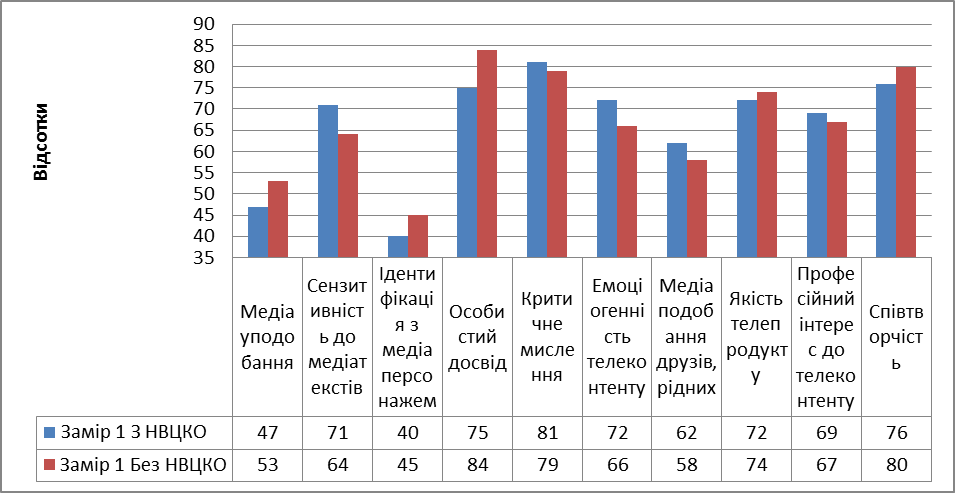 90
85
80
75
70
65
60
55
50
45
40
35
Відсотки
Медіа
уподо
бання
Сензит
ивніст
ь до
медіат
екстів
Іденти
фікаці
я з
медіа
персо
нажем
Особи
стий
досвід
Крити
чне
мисле
ння
Емоці
огенні
сть
телеко
нтенту
Медіа
подоб
ання
друзів,
рідних
Якість
телеп
родукт
у
Профе
сійний
інтере
с до
телеко
нтенту
Співтв
орчіст
ь
Замір 1 З НВЦКО 47 71 40 75 81 72 62 72 69 76
Замір 1 Без НВЦКО 53 64 45 84 79 66 58 74 67 80